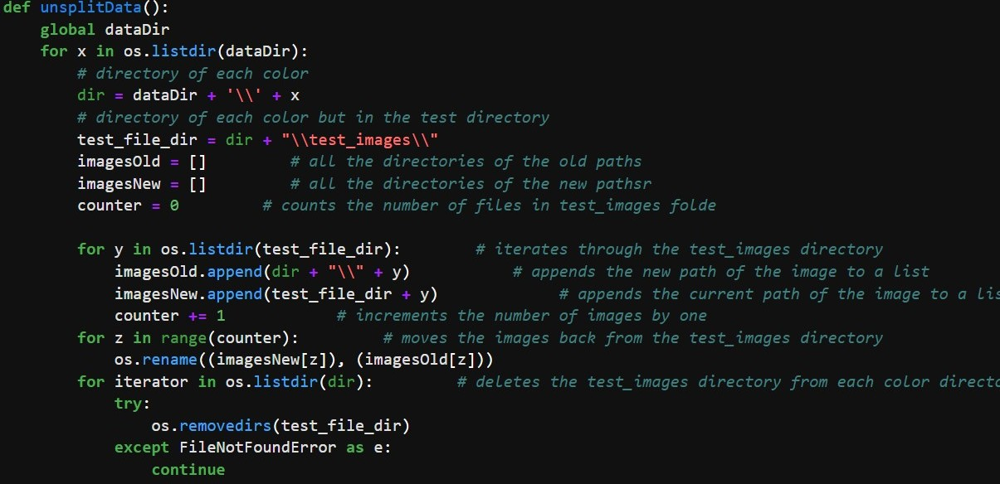 def unsplitData():
    global dataDir
    for x in os.listdir(dataDir):
        # directory of each color
        dir = dataDir + '\\' + x
        # directory of each color but in the test directory
        test_file_dir = dir + "\\test_images\\"
        imagesOld = []         # all the directories of the old paths
        imagesNew = []         # all the directories of the new pathsr
        counter = 0         # counts the number of files in test_images folde

        for y in os.listdir(test_file_dir):        # iterates through the test_images directory
            imagesOld.append(dir + "\\" + y)           # appends the new path of the image to a list
            imagesNew.append(test_file_dir + y)             # appends the current path of the image to a lis
            counter += 1            # increments the number of images by one
        for z in range(counter):         # moves the images back from the test_images directory
            os.rename((imagesNew[z]), (imagesOld[z]))
        for iterator in os.listdir(dir):         # deletes the test_images directory from each color directo
            try:
                os.removedirs(test_file_dir)
            except FileNotFoundError as e:
                continue